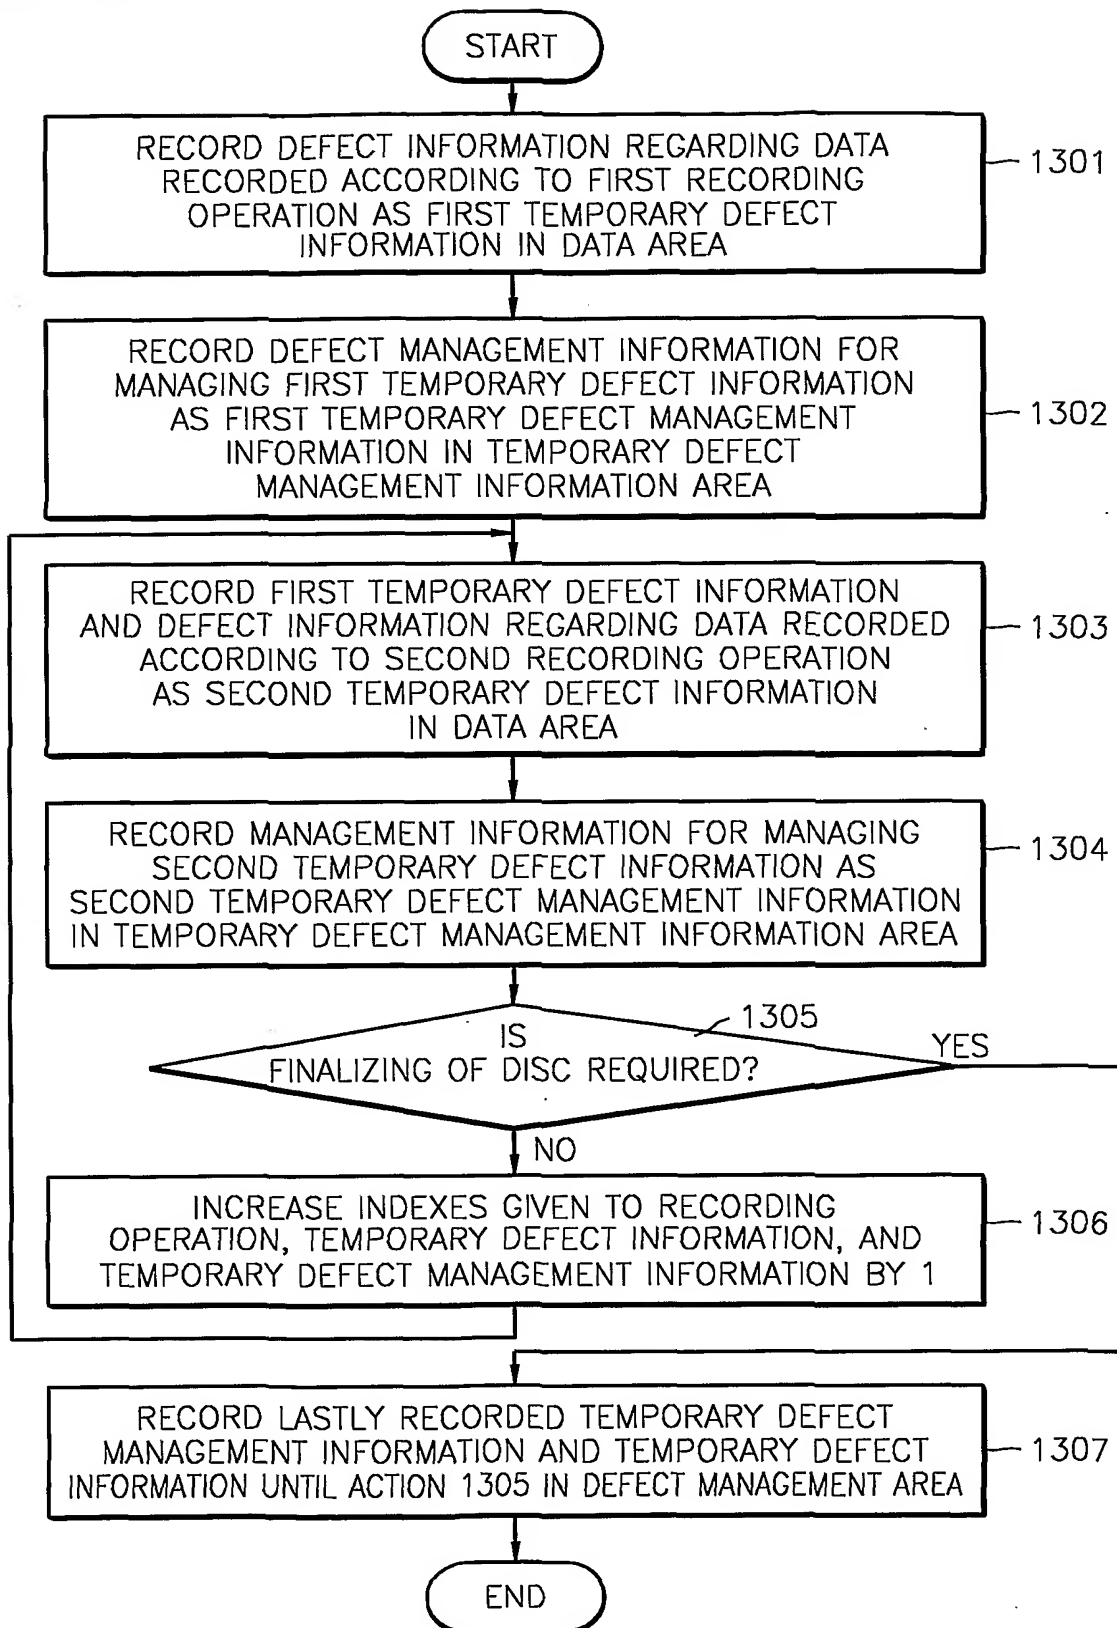 START
RECORD DEFECT INFORMATION REGARDING DATA
RECORDED ACCORDING TO FIRST RECORDING
OPERATION AS FIRST TEMPORARY DEFECT
INFORMATION IN DATA AREA
1301
RECORD DEFECT MANAGEMENT INFORMATION FOR
MANAGING FIRST TEMPORARY DEFECT INFORMATION
AS FIRST TEMPORARY DEFECT MANAGEMENT
INFORMATION IN TEMPORARY DEFECT
MANAGEMENT INFORMATION AREA
1302
RECORD FIRST TEMPORARY DEFECT INFORMATION
AND DEFECT INFORMATION REGARDING DATA RECORDED
ACCORDING TO SECOND RECORDING OPERATION
AS SECOND TEMPORARY DEFECT INFORMATION
IN DATA AREA
1303
RECORD MANAGEMENT INFORMATION FOR MANAGING
SECOND TEMPORARY DEFECT INFORMATION AS
SECOND TEMPORARY DEFECT MANAGEMENT INFORMATION
IN TEMPORARY DEFECT MANAGEMENT INFORMATION AREA
1304
IS
FINALIZING OF DISC REQUIRED?
1305
YES
NO
INCREASE INDEXES GIVEN TO RECORDING
OPERATION, TEMPORARY DEFECT INFORMATION, AND
TEMPORARY DEFECT MANAGEMENT INFORMATION BY 1
1306
RECORD LASTLY RECORDED TEMPORARY DEFECT
MANAGEMENT INFORMATION AND TEMPORARY DEFECT
INFORMATION UNTIL ACTION 1305 IN DEFECT MANAGEMENT AREA
1307
END